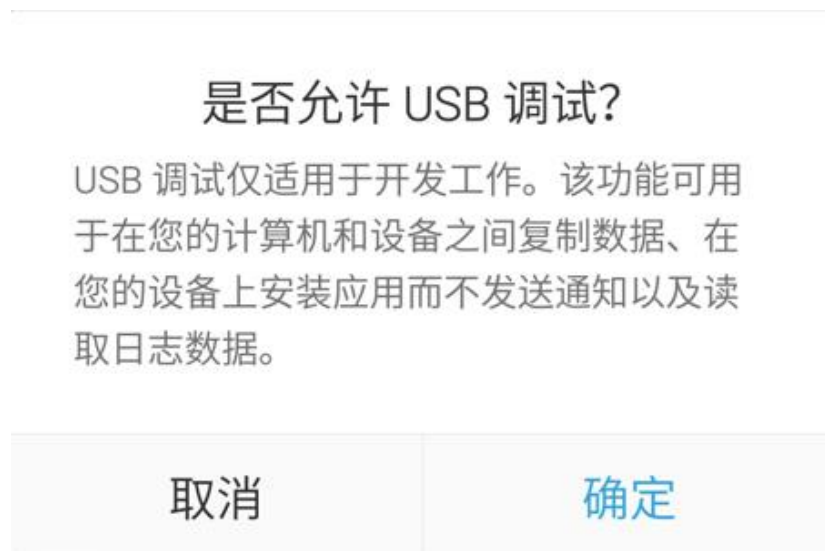 是否允许 USB 调试?
USB 调试仅适用于开发工作。该功能可用
于在您的计算机和设备之间复制数据、在
您的设备上安装应用而不发送通知以及读
取日志数据。
取消
确定